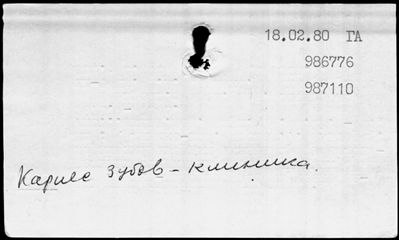 18.02.80 ГА
986776
987110
Кариес зубов - клиника.